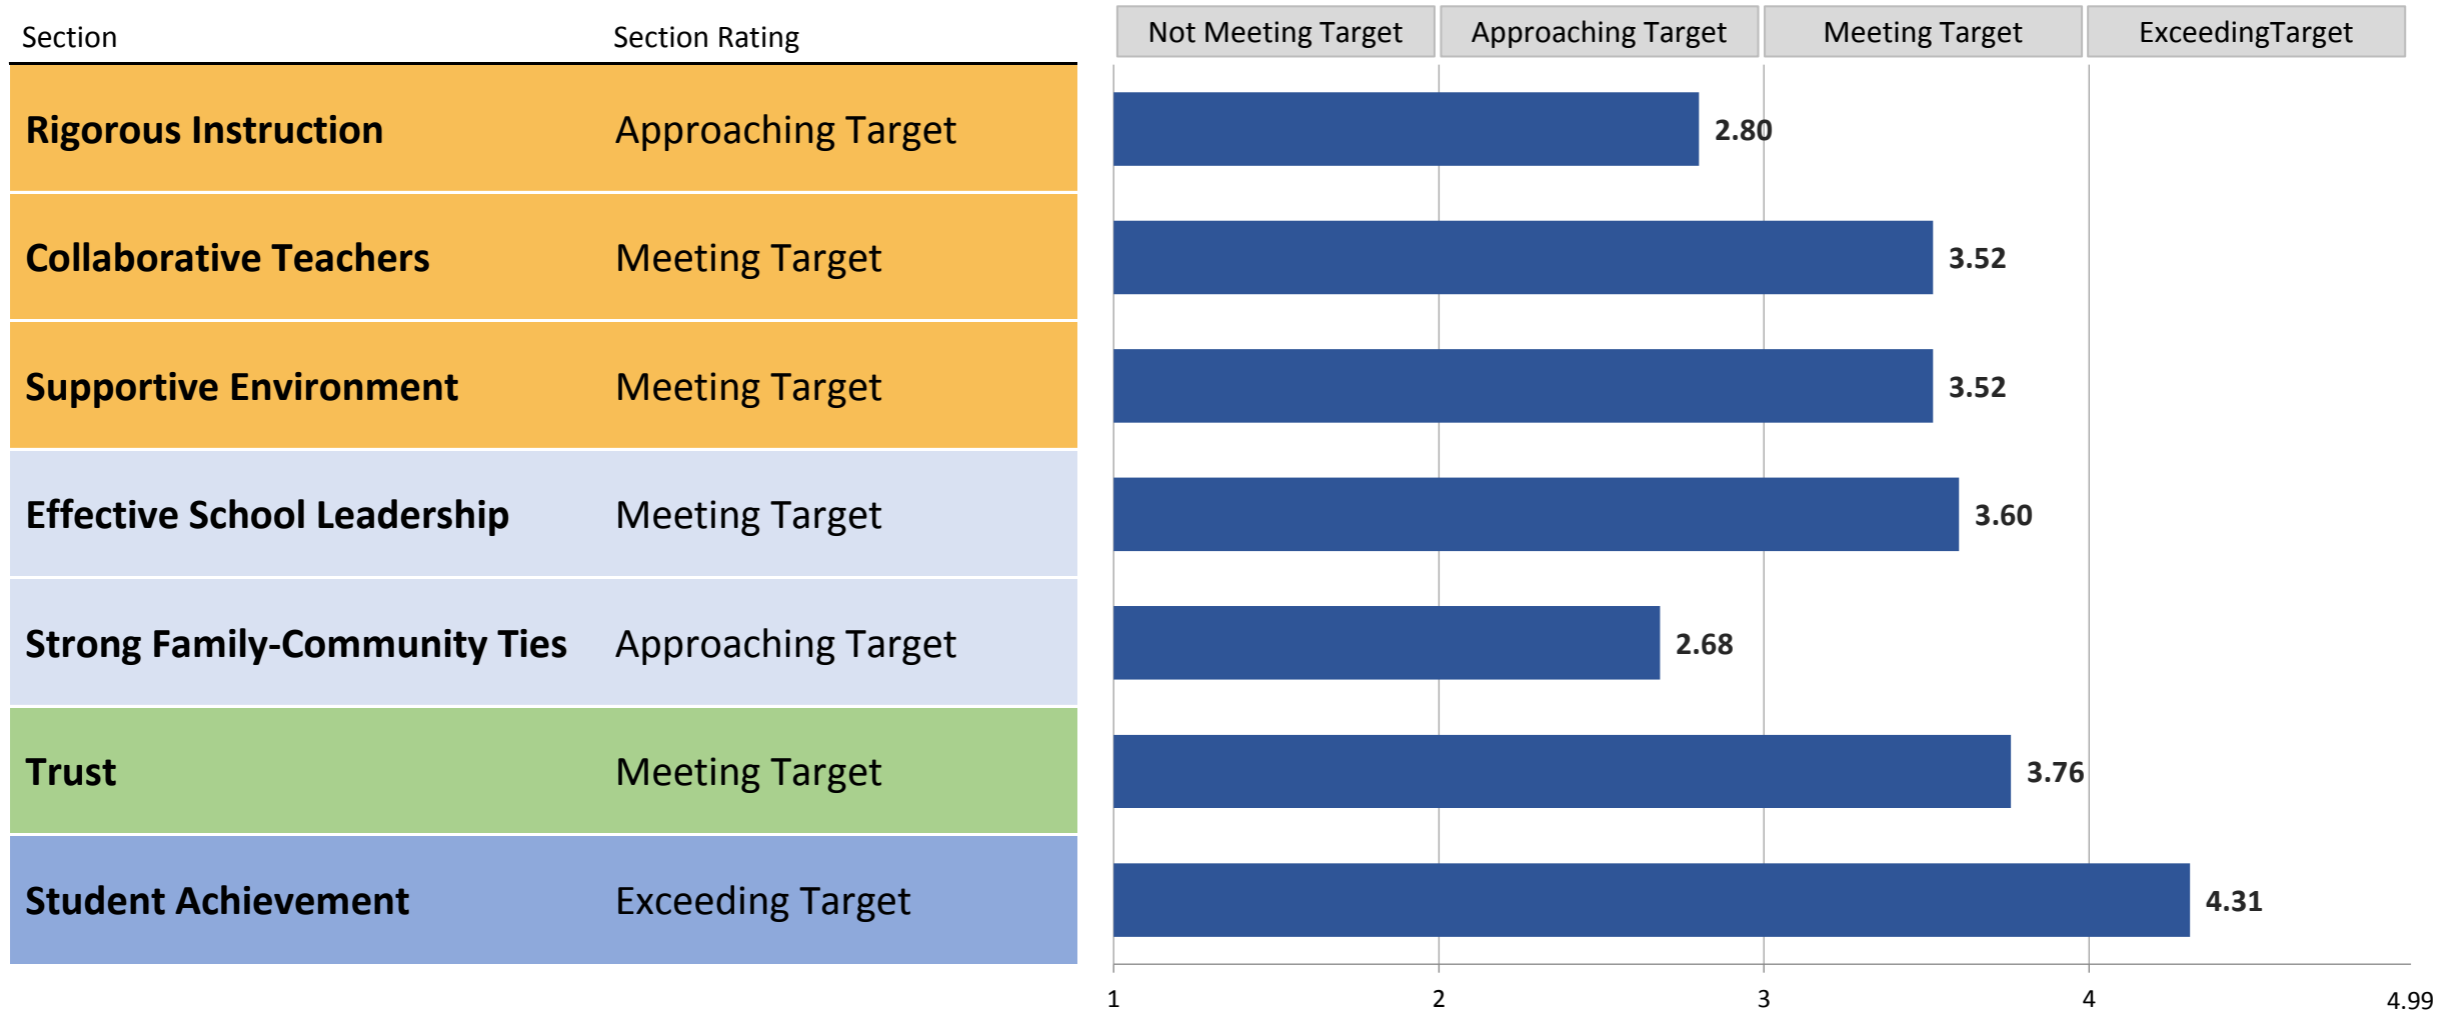 Section Section Rating Not Meeting Target Approaching Target Meeting Target ExceedingTarget
Rigorous Instruction Approaching Target 2.80
Collaborative Teachers Meeting Target 3.52
Supportive Environment Meeting Target 3.52
Effective School Leadership Meeting Target 3.60
Strong Family-Community Ties Approaching Target 2.68
Trust Meeting Target 3.76
Student Achievement Exceeding Target 4.31
1 2 3 4 4.99